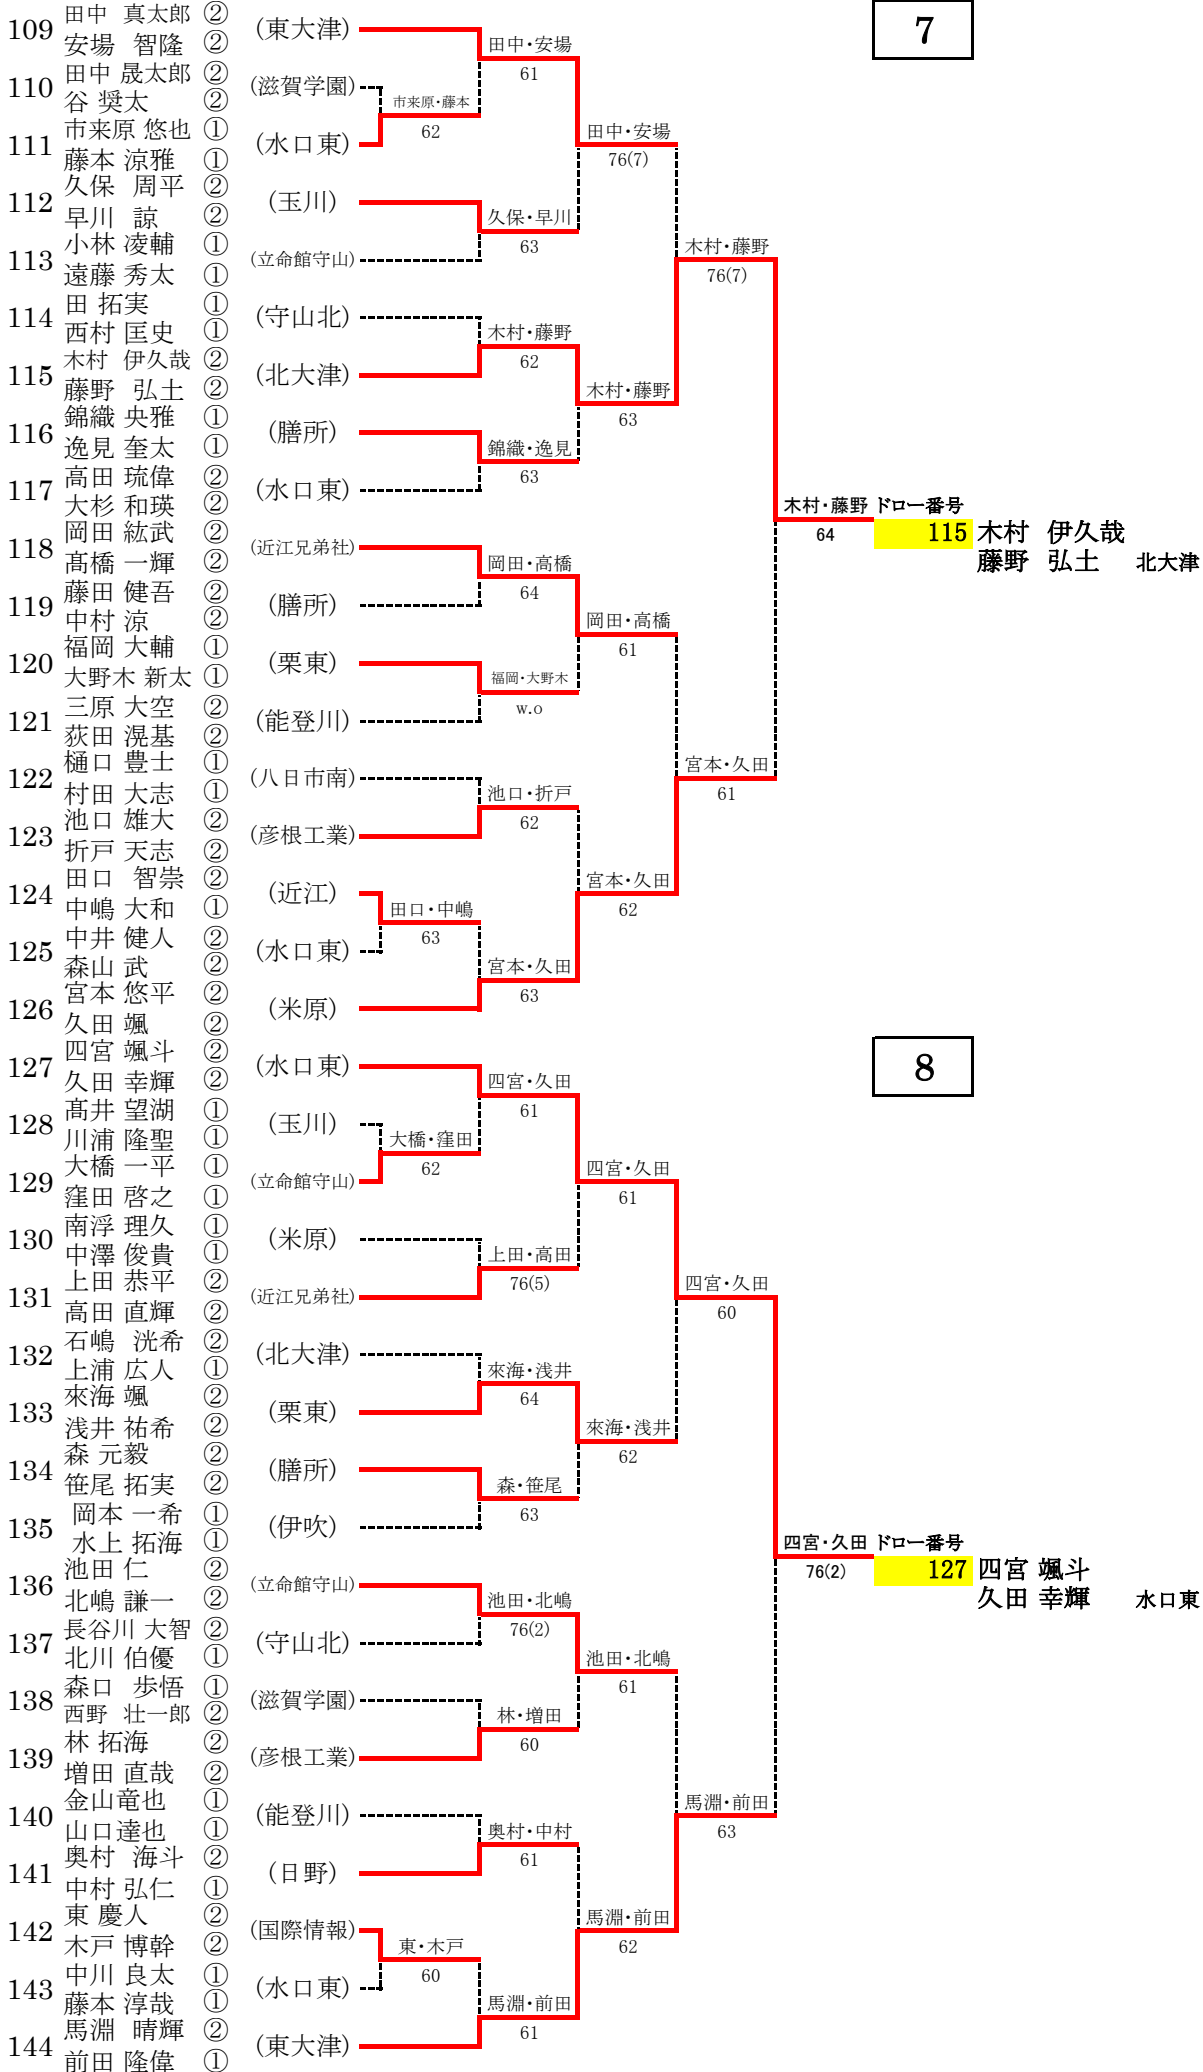 7
109 田中 真太郎 ② (東大津)
安場 智隆 ②
田中・安場
61
110 田中 晟太郎 ② (滋賀学園)
谷 奨太 ②
市来原・藤本
62
111 市来原 悠也 ① (水口東)
藤本 涼雅 ①
田中・安場
76(7)
112 久保 周平 ② (玉川)
早川 諒 ②
久保・早川
63
113 小林 凌輔 ① (立命館守山)
遠藤 秀太 ①
木村・藤野
76(7)
114 田 拓実 ① (守山北)
西村 匡史 ①
木村・藤野
62
115 木村 伊久哉 ② (北大津)
藤野 弘土 ②
木村・藤野
63
116 錦織 央雅 ① (膳所)
逸見 奎太 ①
錦織・逸見
63
117 高田 琉偉 ② (水口東)
大杉 和瑛 ②
木村・藤野 ドロー番号
64 115 木村 伊久哉
藤野 弘土 北大津
118 岡田 紘武 ② (近江兄弟社)
髙橋 一輝 ②
岡田・高橋
64
119 藤田 健吾 ② (膳所)
中村 涼 ②
岡田・高橋
61
120 福岡 大輔 ① (栗東)
大野木 新太 ①
福岡・大野木
w.o
121 三原 大空 ② (能登川)
荻田 滉基 ②
宮本・久田
61
122 樋口 豊士 ① (八日市南)
村田 大志 ①
池口・折戸
62
123 池口 雄大 ② (彦根工業)
折戸 天志 ②
宮本・久田
62
124 田口 智崇 ② (近江)
中嶋 大和 ①
田口・中嶋
63
125 中井 健人 ② (水口東)
森山 武 ②
宮本・久田
63
126 宮本 悠平 ② (米原)
久田 颯 ②
8
127 四宮 颯斗 ② (水口東)
久田 幸輝 ②
四宮・久田
61
128 髙井 望湖 ① (玉川)
川浦 隆聖 ①
大橋・窪田
62
129 大橋 一平 ① (立命館守山)
窪田 啓之 ①
四宮・久田
61
130 南浮 理久 ① (米原)
中澤 俊貴 ①
上田・高田
76(5)
131 上田 恭平 ② (近江兄弟社)
高田 直輝 ②
四宮・久田
60
132 石嶋 洸希 ② (北大津)
上浦 広人 ①
來海・浅井
64
133 來海 颯 ② (栗東)
浅井 祐希 ②
來海・浅井
62
134 森 元毅 ② (膳所)
笹尾 拓実 ②
森・笹尾
63
135 岡本 一希 ① (伊吹)
水上 拓海 ①
四宮・久田 ドロー番号
76(2) 127 四宮 颯斗
久田 幸輝 水口東
136 池田 仁 ② (立命館守山)
北嶋 謙一 ②
池田・北嶋
76(2)
137 長谷川 大智 ② (守山北)
北川 伯優 ①
池田・北嶋
61
138 森口 歩悟 ① (滋賀学園)
西野 壮一郎 ②
林・増田
60
139 林 拓海 ② (彦根工業)
増田 直哉 ②
馬淵・前田
63
140 金山竜也 ① (能登川)
山口達也 ①
奥村・中村
61
141 奥村 海斗 ② (日野)
中村 弘仁 ①
馬淵・前田
62
142 東 慶人 ② (国際情報)
木戸 博幹 ②
東・木戸
60
143 中川 良太 ① (水口東)
藤本 淳哉 ①
馬淵・前田
61
144 馬淵 晴輝 ② (東大津)
前田 隆偉 ①